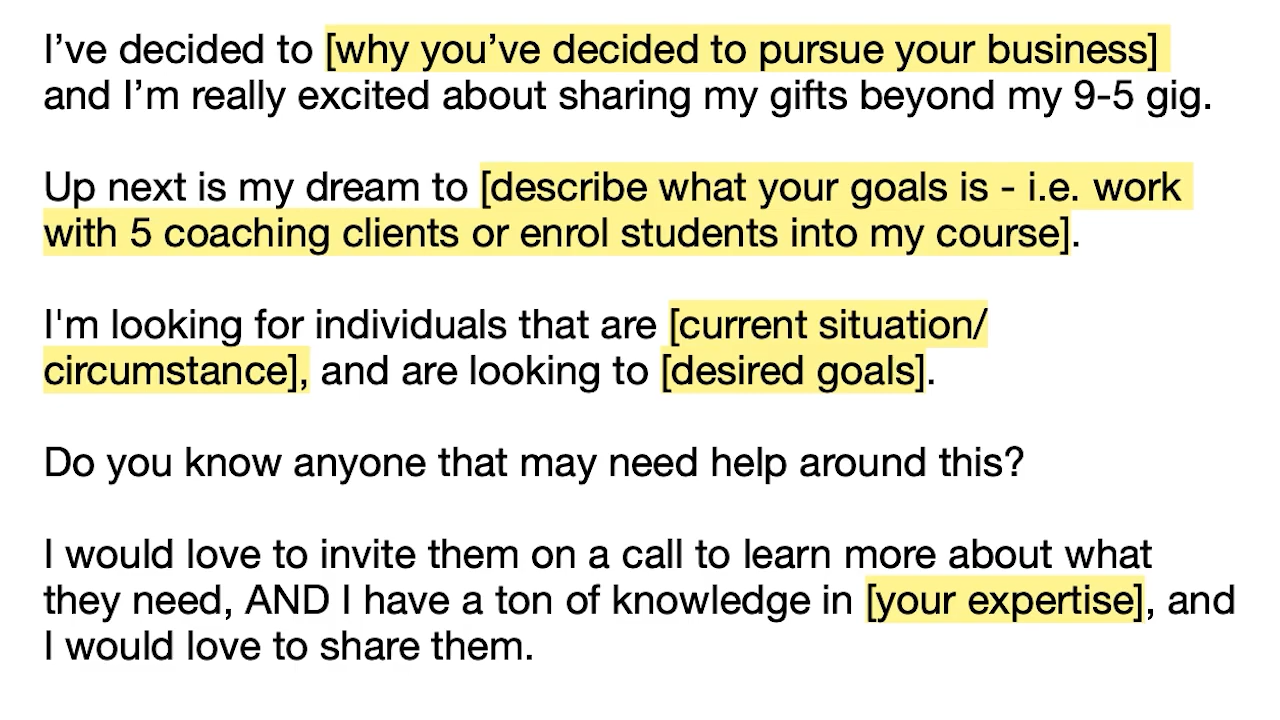 I’ve decided to [why you’ve decided to pursue your business]
and I’m really excited about sharing my gifts beyond my 9-5 gig.
Up next is my dream to [describe what your goals is - i.e. work
with 5 coaching clients or enrol students into my course].
I'm looking for individuals that are [current situation/
circumstance], and are looking to [desired goals].
Do you know anyone that may need help around this?
I would love to invite them on a call to learn more about what
they need, AND I have a ton of knowledge in [your expertise], and
I would love to share them.